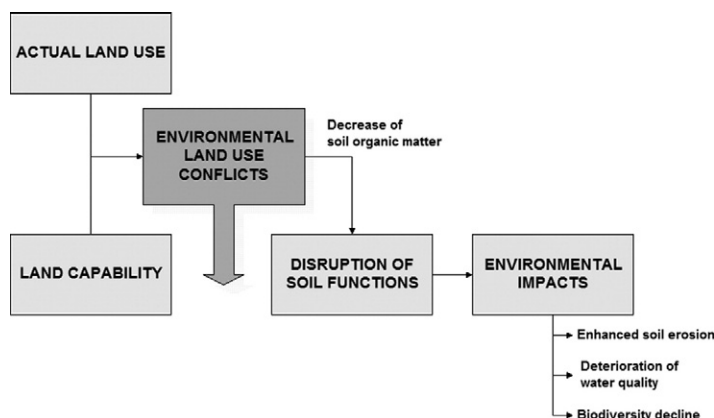 ACTUAL LAND USE
ENVIRONMENTAL
LAND USE
CONFLICTS
Decrease of
soil organic matter
LAND CAPABILITY
DISRUPTION OF
SOIL FUNCTIONS
ENVIRONMENTAL
IMPACTS
Enhanced soil erosion
Deterioration of
water quality
Biodiversity decline